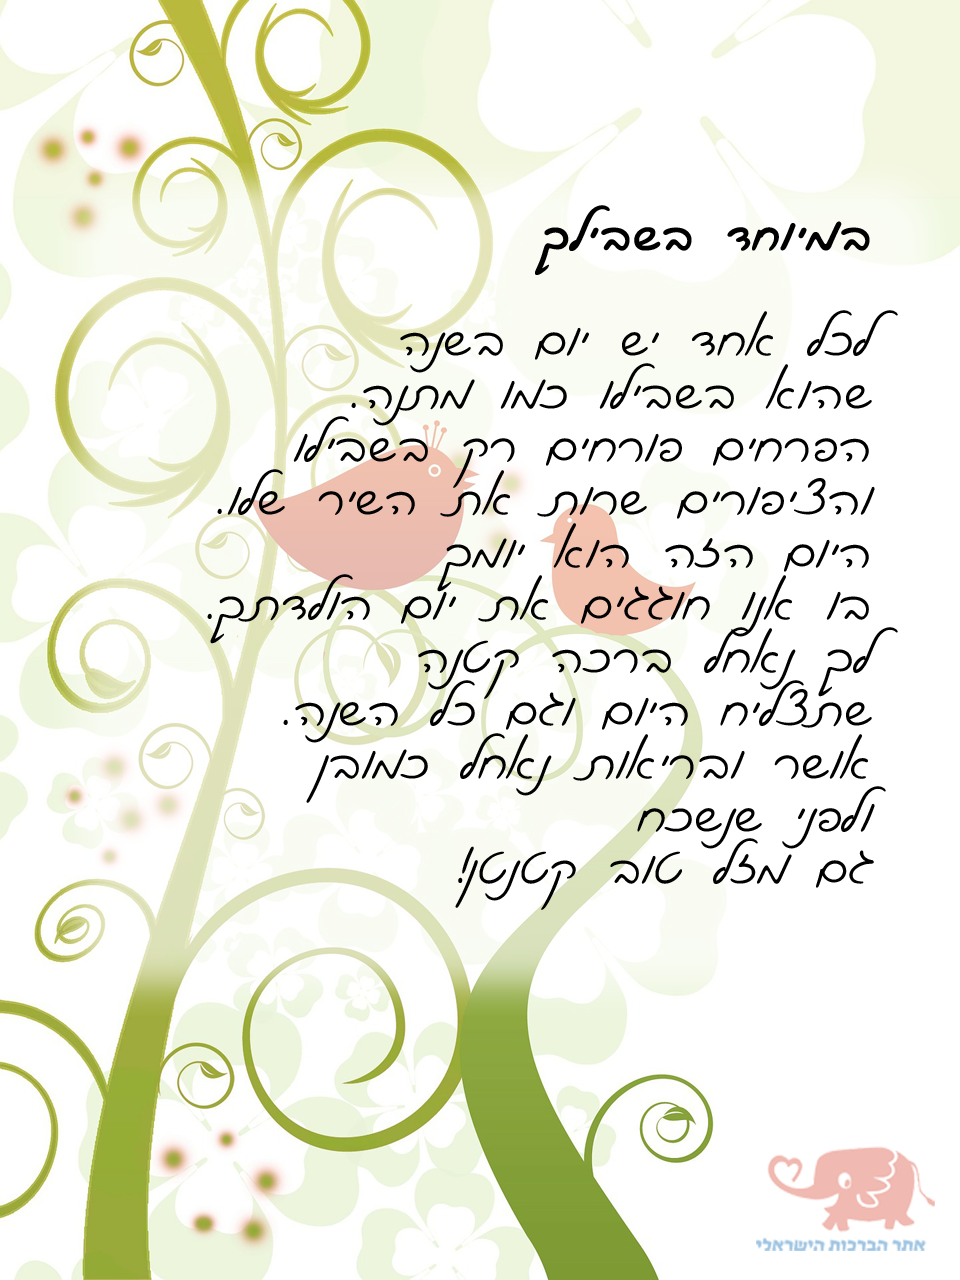 במיוחד בשבילך
לכל אחד יש יום בשנה
שהוא בשבילו כמו מתנה.
הפרחים פורחים רק בשבילו
והציפורים שרות את השיר שלו.
היום הזה הוא יומך
בו אנו חוגגים את יום הולדתך.
לך נאחל ברכה קטנה
שתצליח היום וגם כל השנה.
אושר ובריאות נאחל כמובן
ולפני שנשכח
גם מזל טוב קטנטן!
אתר הברכות הישראלי